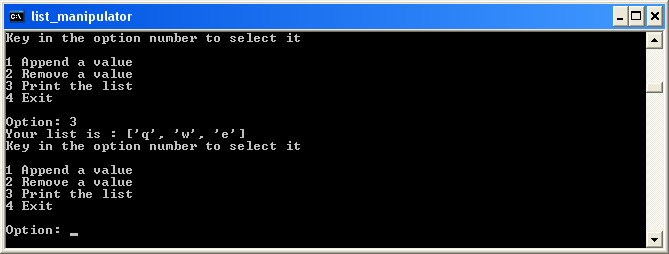 list_manipulator
Key in the option number to select it
1 Append a value
2 Remove a value
3 Print the list
4 Exit
Option: 3
Your list is : ['q', 'w', 'e']
Key in the option number to select it
1 Append a value
2 Remove a value
3 Print the list
4 Exit
Option: _